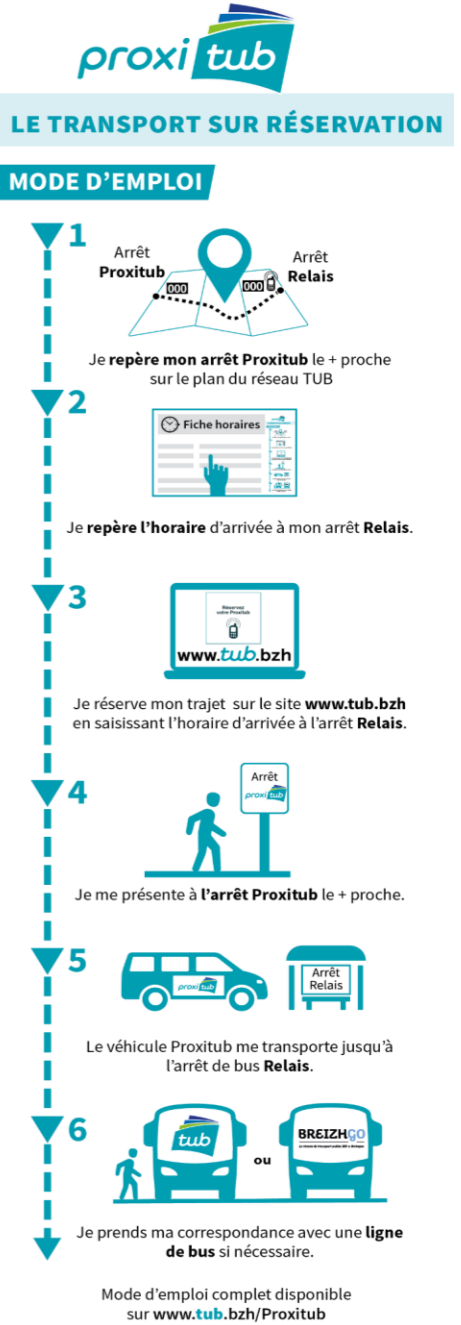 proxi tub
LE TRANSPORT SUR RÉSERVATION
MODE D'EMPLOI
1
Arrêt
Proxitub
Arrêt
Relais
000
000
Je repère mon arrêt Proxitub le + proche
sur le plan du réseau TUB
2
Fiche horaires
Je repère l'horaire d'arrivée à mon arrêt Relais.
3
Réservez
votre Proxitub
www.tub.bzh
Je réserve mon trajet sur le site www.tub.bzh
en saisissant l'horaire d'arrivée à l'arrêt Relais.
4
Arrêt
proxi tub
Je me présente à l'arrêt Proxitub le + proche.
5
proxi tub
Arrêt
Relais
Le véhicule Proxitub me transporte jusqu'à
l'arrêt de bus Relais.
6
tub
ou
BREIZHGO
Je prends ma correspondance avec une ligne
de bus si nécessaire.
Mode d'emploi complet disponible
sur www.tub.bzh/Proxitub